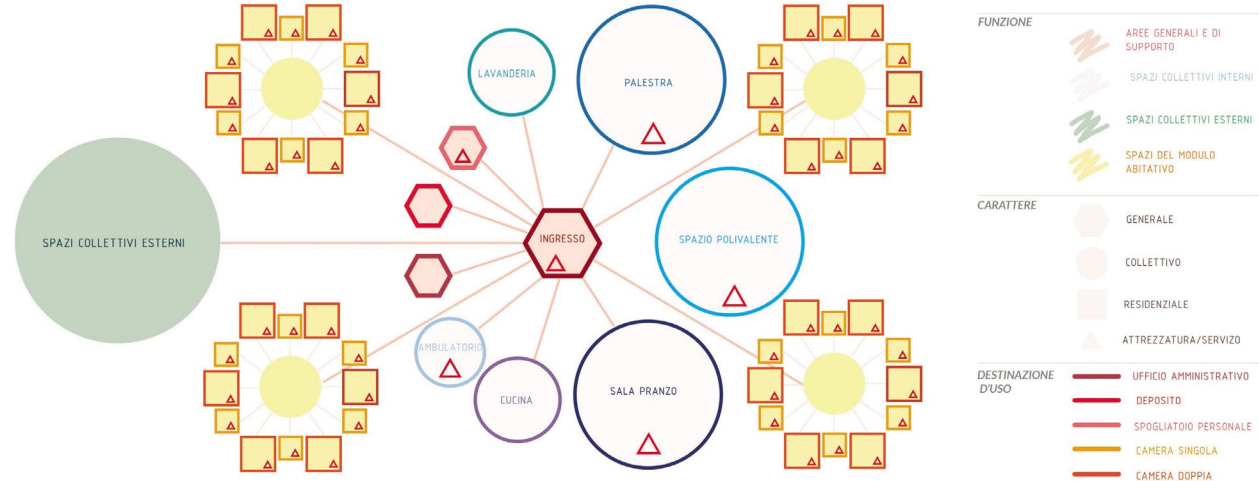 LAVANDERIA
PALESTRA
SPAZI COLLETTIVI ESTERNI
INGRESSO
SPAZIO POLIVALENTE
AMBULATORIO
CUCINA
SALA PRANZO
FUNZIONE
AREE GENERALI E DI
SUPPORTO
SPAZI COLLETTIVI INTERNI
SPAZI COLLETTIVI ESTERNI
SPAZI DEL MODULO
ABITATIVO
CARATTERE
GENERALE
COLLETTIVO
RESIDENZIALE
ATTREZZATURA/SERVIZO
DESTINAZIONE
D'USO
UFFICIO AMMINISTRATIVO
DEPOSITO
SPOGLIATOIO PERSONALE
CAMERA SINGOLA
CAMERA DOPPIA